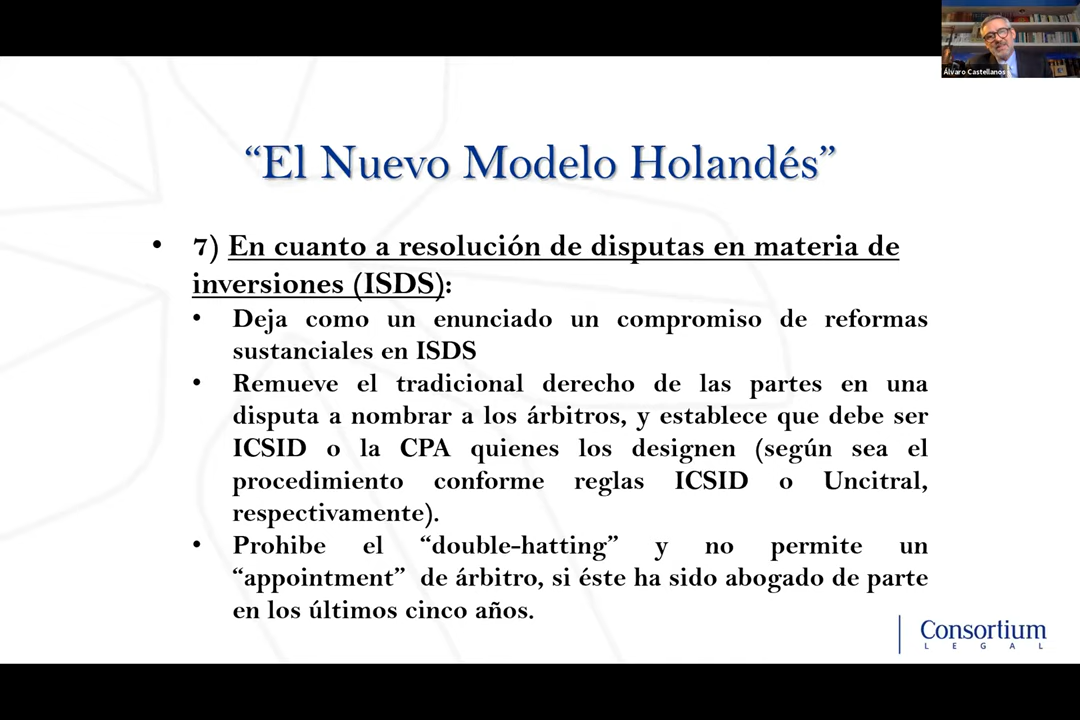 Álvaro Castellanos
“El Nuevo Modelo Holandés”
• 7) En cuanto a resolución de disputas en materia de
inversiones (ISDS):
• Deja como un enunciado un compromiso de reformas
sustanciales en ISDS
• Remueve el tradicional derecho de las partes en una
disputa a nombrar a los árbitros, y establece que debe ser
ICSID o la CPA quienes los designen (según sea el
procedimiento conforme reglas ICSID o Uncitral,
respectivamente).
• Prohibe el “double-hatting” y no permite un
“appointment” de árbitro, si éste ha sido abogado de parte
en los últimos cinco años.
Consortium
LEGAL